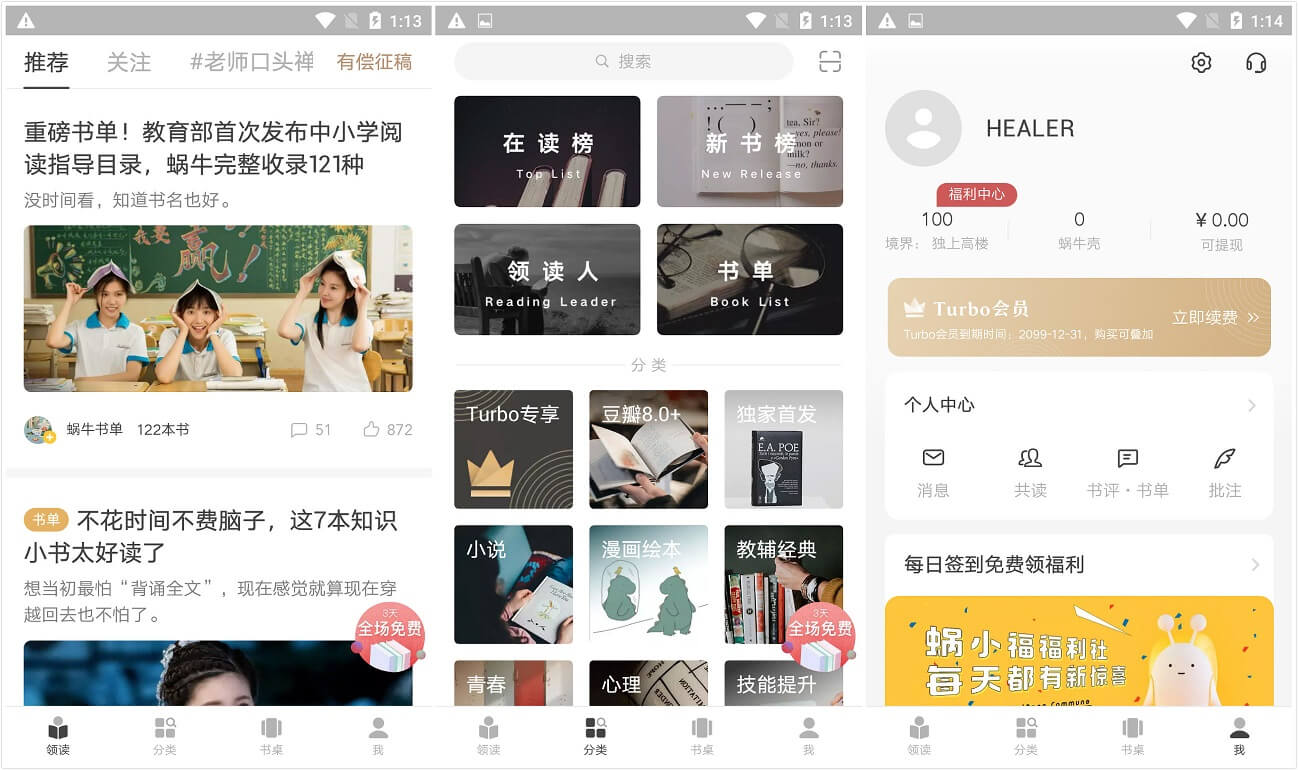 1:13
推荐 关注 #老师口头禅 有偿征稿
重磅书单！教育部首次发布中小学阅
读指导目录，蜗牛完整收录121种
没时间看，知道书名也好。
我要
赢!
蜗牛书单 122本书 51 872
书单 不花时间不费脑子，这7本知识
小书太好读了
想当初最怕“背诵全文”，现在感觉就算现在穿
越回去也不怕了。
3天
全场免费
领读 分类 书桌 我
1:13
搜索
在读榜
Top List
新书榜
New Release
tea, Sir?
yes, please!
milk?
—no, thanks.
领读人
Reading Leader
书单
Book List
分类
Turbo专享 豆瓣8.0+ 独家首发
E.A. POE
小说 漫画绘本 教辅经典
3天
全场免费
青春 心理 技能提升
领读 分类 书桌 我
1:14
HEALER
福利中心
100 0 ¥0.00
境界： 独上高楼 蜗牛壳 可提现
Turbo会员
Turbo会员到期时间：2099-12-31，购买可叠加
立即续费
个人中心
消息 共读 书评·书单 批注
每日签到免费领福利
蜗小福福利社
每天都有新惊喜
领读 分类 书桌 我